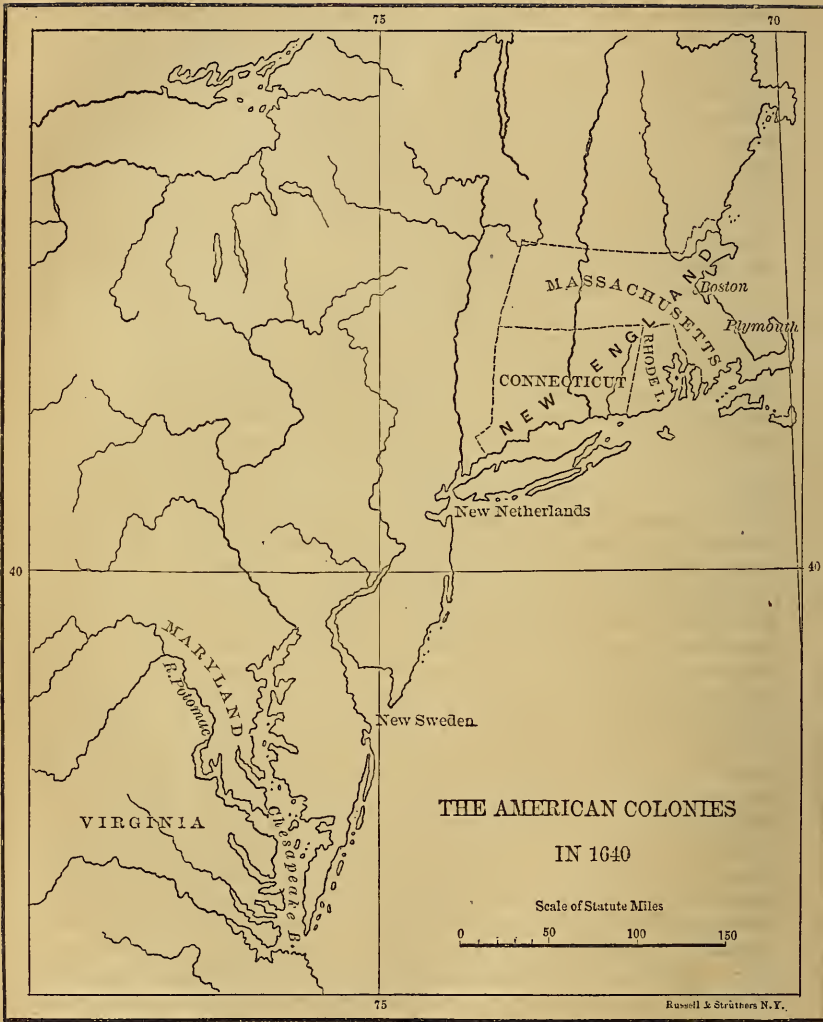 75
70
MASSACHUSETTS
Boston
Plymouth
NEW ENGLAND
CONNECTICUT
RHODE I.
New Netherlands
40
40
MARYLAND
R. Potomac
New Sweden
VIRGINIA
Chesapeake B.
THE AMERICAN COLONIES
IN 1640
Scale of Statute Miles
0 50 100 150
75
Russell & Struthers N.Y.